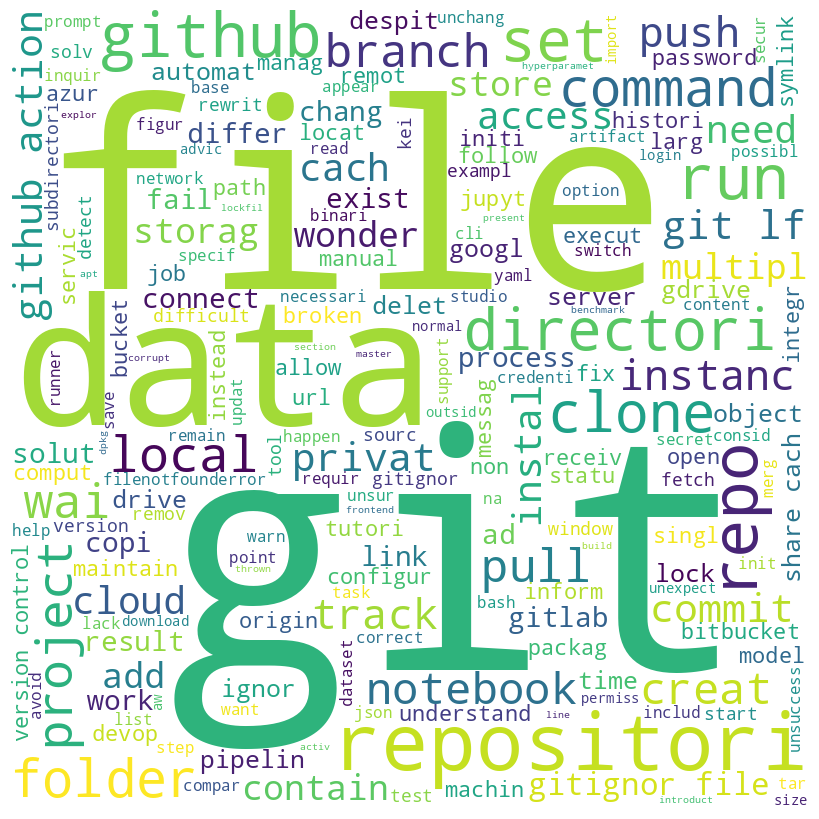 prompt
github
despit
unchang
set
push
import
secur
hyperparamet
solv
automat
manag
branch
password
symlink
inquir
azur
base
appear
remot
store
command
explor
rewrit
chang
file
access
histori
figur
differ
locat
kei
initi
artifact
login
github action
subdirectori
advic
read
follow
larg
need
possibl
cach
exampl
detect
network
fail
path
exist
jupyt
option
run
lockfil
binari
present
storag
wonder
execut
git lf
specif
cli
googl
switch
servic
apt
job
manual
yaml
multipl
connect
necessari
delet
studio
server
gdrive
content
integr
data
difficult
broken
normal
benchmark
directori
bucket
instead
section
master
support
process
runner
corrupt
allow
messag
credenti
fix
instanc
save
updat
url
outsid
clone
object
local
solut
remain
happen
sourc
instal
secret
consid
dpkg
tool
privat
non
receiv
open
comput
filenotfounderror
requir
gitignor
statu
fetch
merg
share cach
wai
drive
unsur
na
git
repo
help
version
remov
warn
frontend
tutori
ad
window
singl
copi
point
link
build
init
maintain
thrown
configur
pull
inform
lock
unexpect
project
cloud
task
bash
commit
lack
download
origin
track
gitlab
bitbucket
version control
result
correct
packag
model
avoid
add
ignor
dataset
notebook
time
creat
unsuccess
work
aw
want
understand
permiss
list
json
line
includ
start
devop
step
pipelin
activ
repositori
folder
compar
contain
test
machin
gitignor file
tar
introduct
size